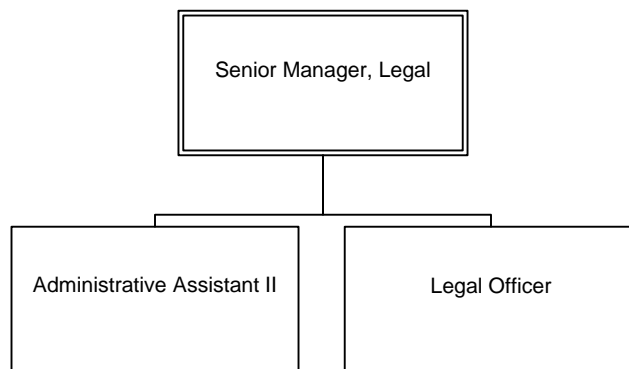 Senior Manager, Legal
Administrative Assistant II
Legal Officer